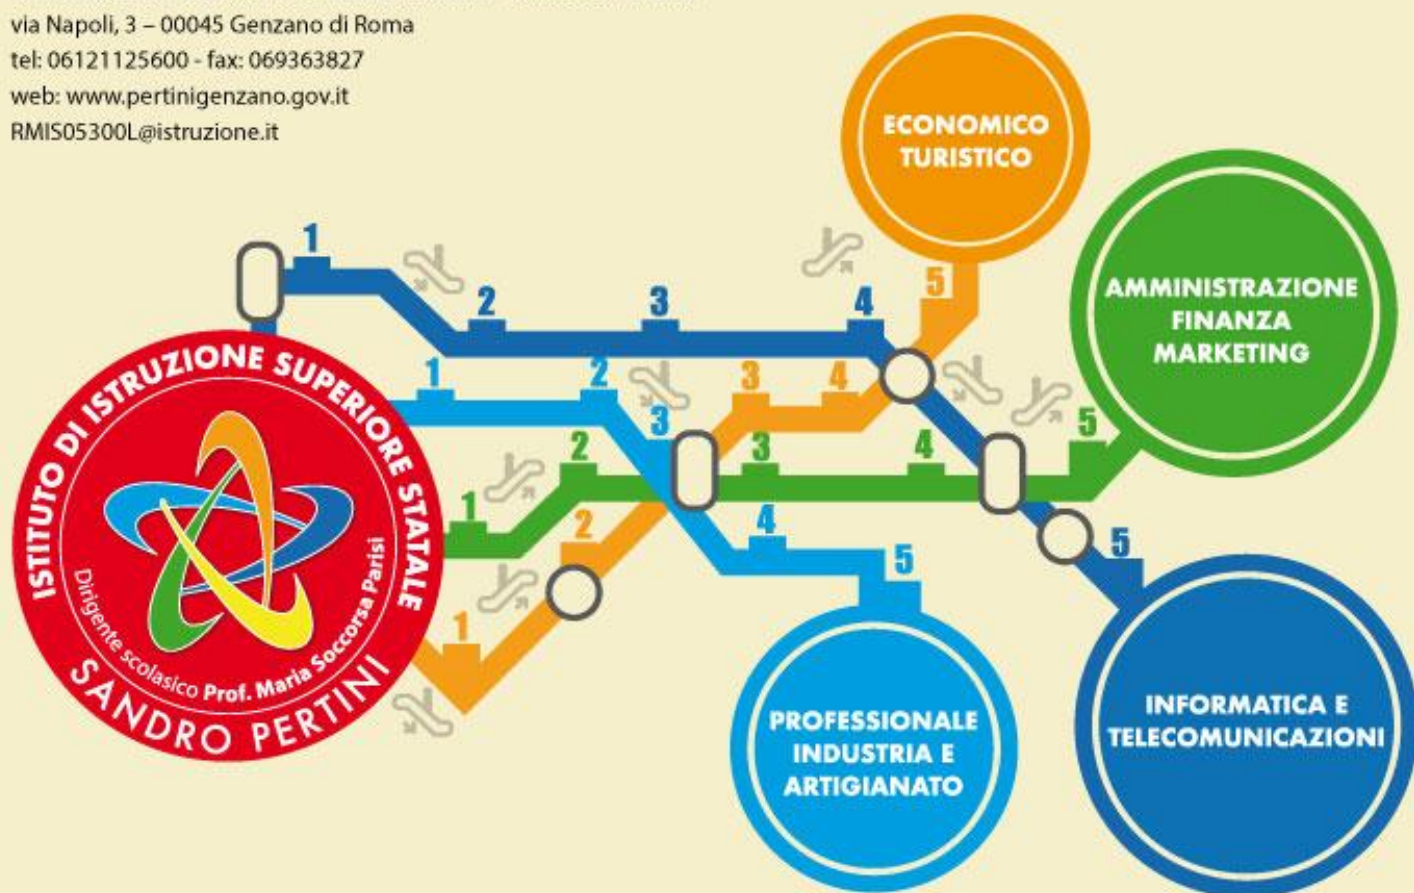 via Napoli, 3 – 00045 Genzano di Roma
tel: 06121125600 - fax: 069363827
web: www.pertinigenzano.gov.it
RMIS05300L@istruzione.it
ECONOMICO
TURISTICO
AMMINISTRAZIONE
FINANZA
MARKETING
1
2
3
4
5
1
2
3
4
5
1
2
3
4
5
1
2
3
4
5
ISTITUTO DI ISTRUZIONE SUPERIORE STATALE
Dirigente scolasico Prof. Maria Soccorsa Parisi
SANDRO PERTINI
PROFESSIONALE
INDUSTRIA E
ARTIGIANATO
INFORMATICA E
TELECOMUNICAZIONI